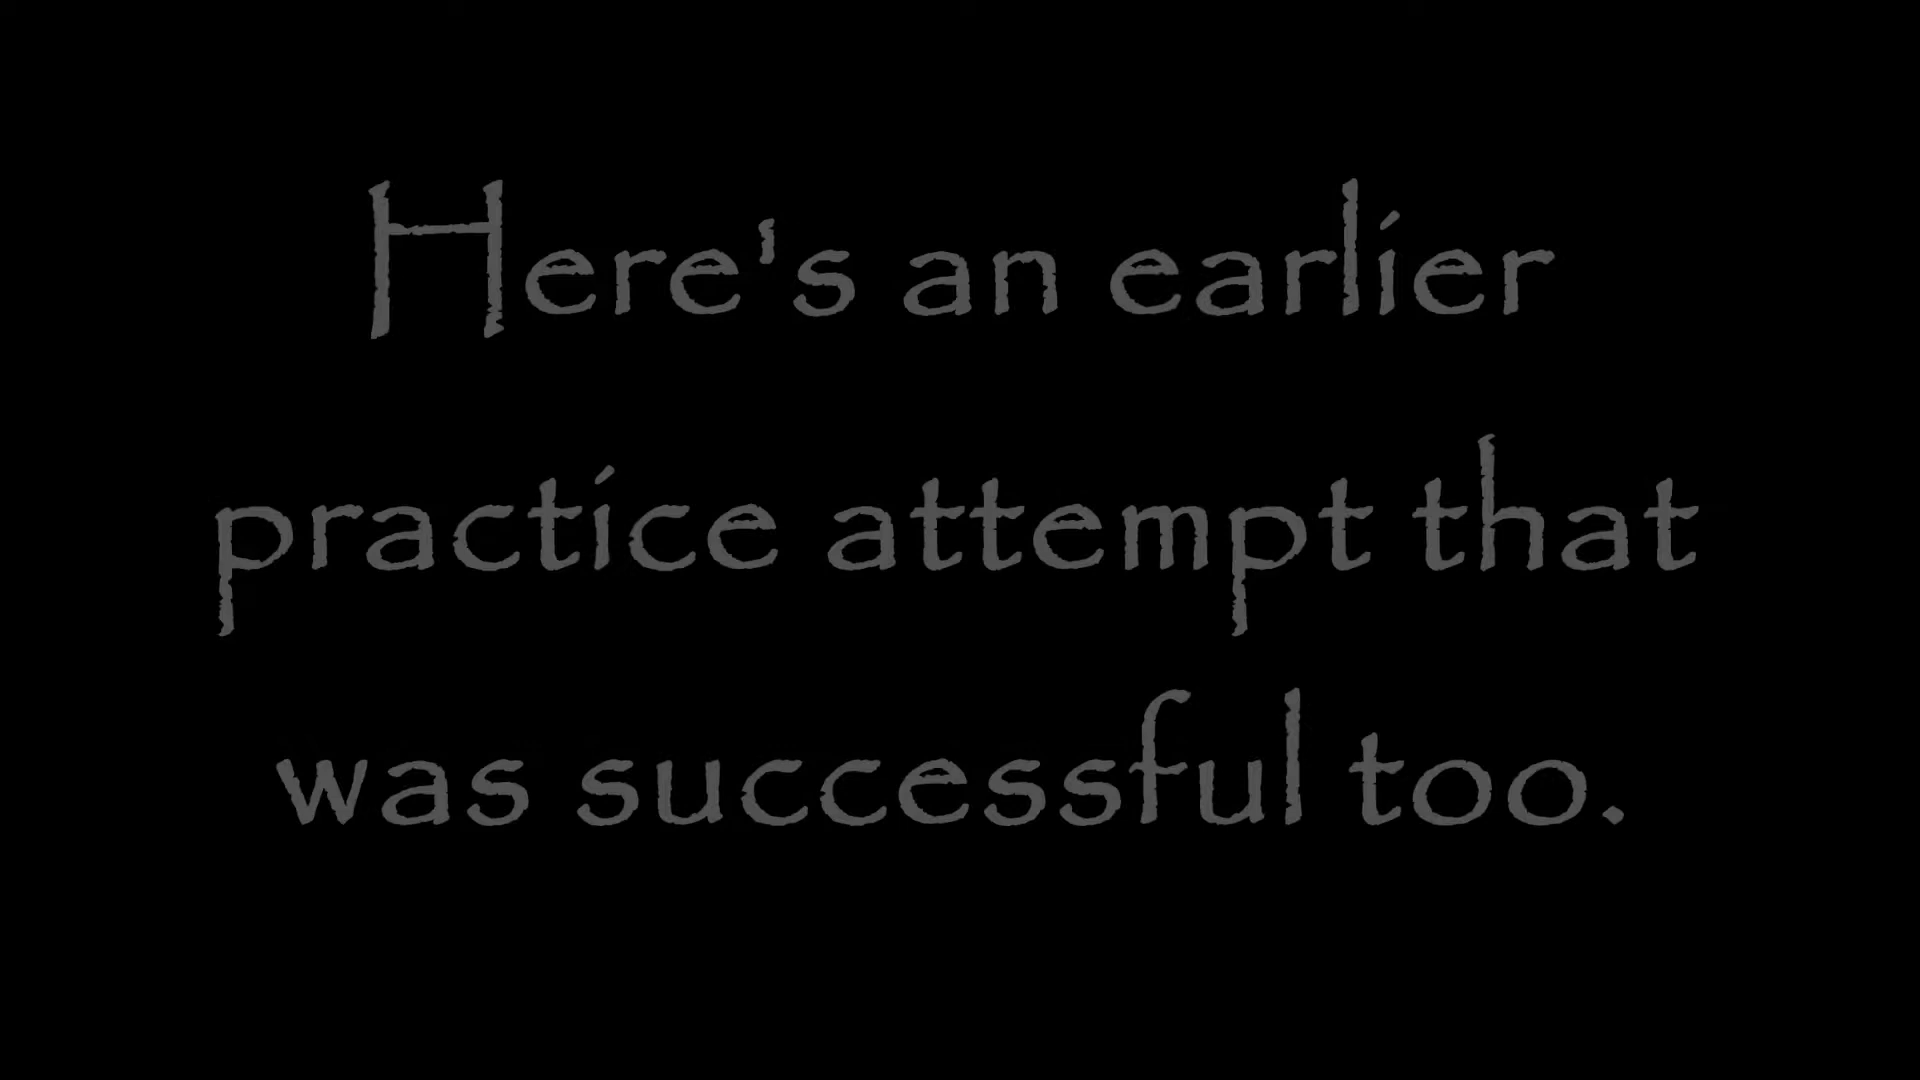 Here's an earlier
practice attempt that
was successful too.